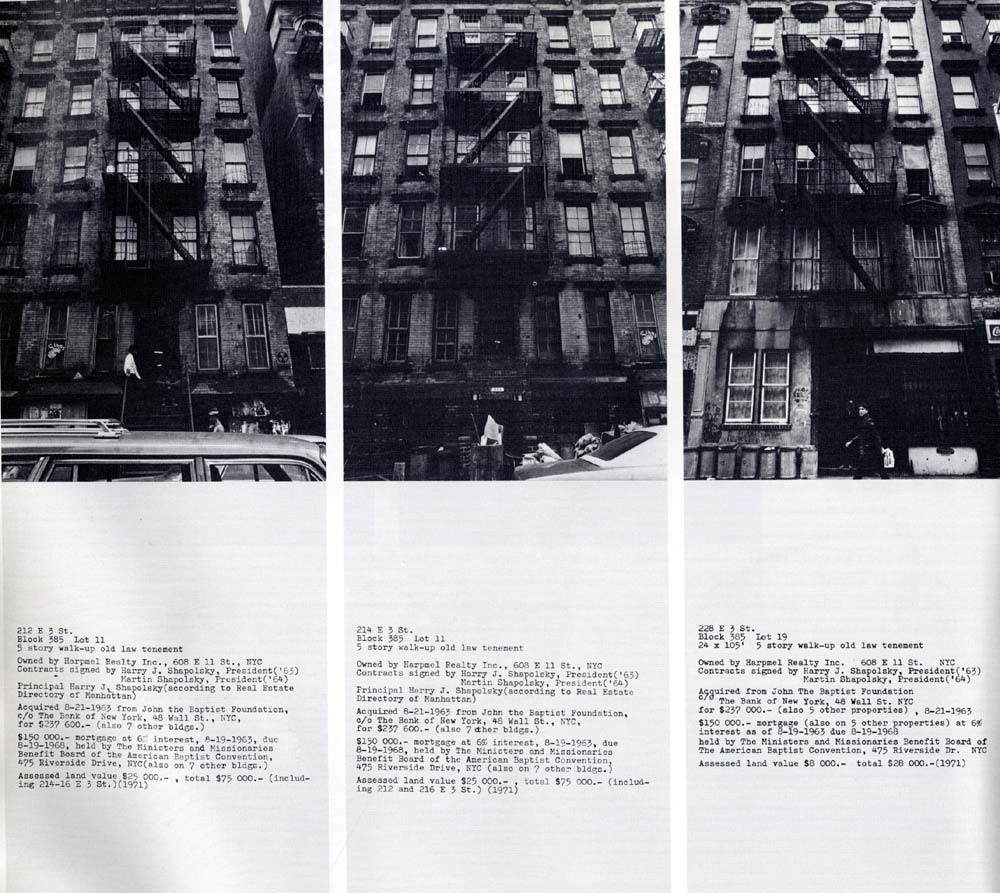 212 E 3 St.
Block 385 Lot 11
5 story walk-up old law tenement
Owned by Harpmel Realty Inc., 608 E 11 St., NYC
Contracts signed by Harry J. Shapolsky, President('63)
Martin Shapolsky, President('64)
Principal Harry J. Shapolsky(according to Real Estate
Directory of Manhattan)
Acquired 8-21-1963 from John the Baptist Foundation,
c/o The Bank of New York, 48 Wall St., NYC,
for $237 600.- (also 7 other bldgs.)
$150 000.- mortgage at 6% interest, 8-19-1963, due
8-19-1968, held by The Ministers and Missionaries
Benefit Board of the American Baptist Convention,
475 Riverside Drive, NYC(also on 7 other bldgs.)
Assessed land value $25 000.- , total $75 000.- (includ-
ing 214-16 E 3 St.)(1971)
214 E 3 St.
Block 385 Lot 11
5 story walk-up old law tenement
Owned by Harpmel Realty Inc., 608 E 11 St., NYC
Contracts signed by Harry J. Shapolsky, President('63)
Martin Shapolsky, President('64)
Principal Harry J. Shapolsky(according to Real Estate
Directory of Manhattan)
Acquired 8-21-1963 from John the Baptist Foundation,
c/o The Bank of New York, 48 Wall St., NYC,
for $237 600.- (also 7 other bldgs.)
$150 000.- mortgage at 6% interest, 8-19-1963, due
8-19-1968, held by The Ministers and Missionaries
Benefit Board of the American Baptist Convention,
475 Riverside Drive, NYC (also on 7 other bldgs.)
Assessed land value $25 000.- , total $75 000.- (includ-
ing 212 and 216 E 3 St.) (1971)
228 E 3 St.
Block 385 Lot 19
24 x 105' 5 story walk-up old law tenement
Owned by Harpmel Realty Inc. 608 E 11 St. NYC
Contracts signed by Harry J. Shapolsky, President('63)
Martin Shapolsky, President('64)
Acquired from John The Baptist Foundation
c/o The Bank of New York, 48 Wall St. NYC
for $237 000.- (also 5 other properties) , 8-21-1963
$150 000.- mortgage (also on 5 other properties) at 6%
interest as of 8-19-1963 due 8-19-1968
held by The Ministers and Missionaries Benefit Board of
The American Baptist Convention, 475 Riverside Dr. NYC
Assessed land value $8 000.- total $28 000.-(1971)